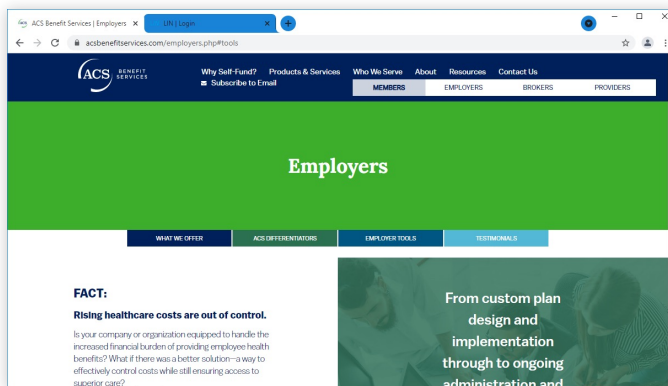 ACS Benefit Services | Employers
LIN | Login
acsbenefitservices.com/employers.php#tools
ACS BENEFIT SERVICES
Why Self-Fund? Products & Services Who We Serve About Resources Contact Us
Subscribe to Email
MEMBERS EMPLOYERS BROKERS PROVIDERS
Employers
WHAT WE OFFER ACS DIFFERENTIATORS EMPLOYER TOOLS TESTIMONIALS
FACT:
Rising healthcare costs are out of control.
Is your company or organization equipped to handle the
increased financial burden of providing employee health
benefits? What if there was a better solution—a way to
effectively control costs while still ensuring access to
superior care?
From custom plan
design and
implementation
through to ongoing
administration and